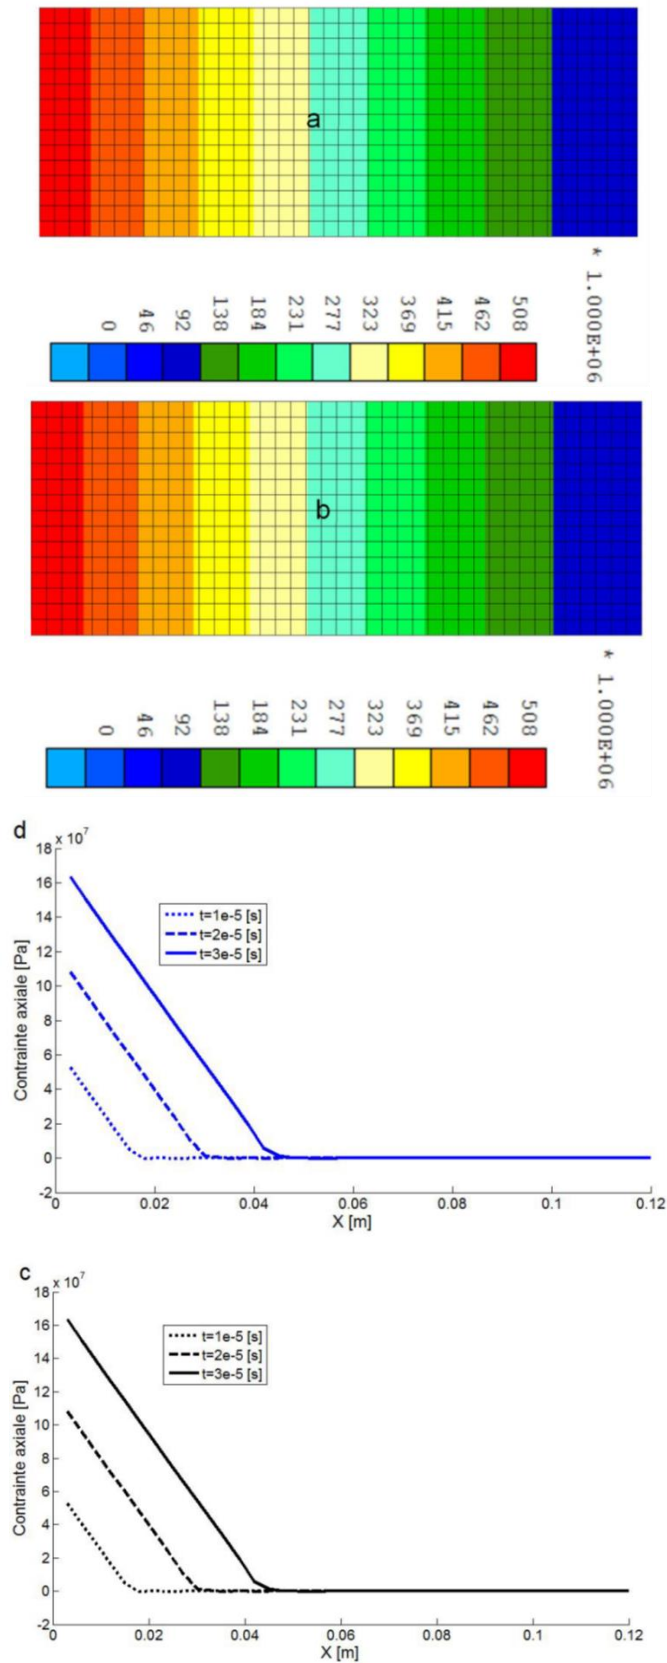 a
* 1.000E+06
0 46 92 138 184 231 277 323 369 415 462 508
b
* 1.000E+06
0 46 92 138 184 231 277 323 369 415 462 508
d
x 10^7
18
16
14
12
10
8
6
4
2
0
-2
Contrainte axiale [Pa]
t=1e-5 [s]
t=2e-5 [s]
t=3e-5 [s]
0 0.02 0.04 0.06 0.08 0.1 0.12
X [m]
c
x 10^7
18
16
14
12
10
8
6
4
2
0
-2
Contrainte axiale [Pa]
t=1e-5 [s]
t=2e-5 [s]
t=3e-5 [s]
0 0.02 0.04 0.06 0.08 0.1 0.12
X [m]